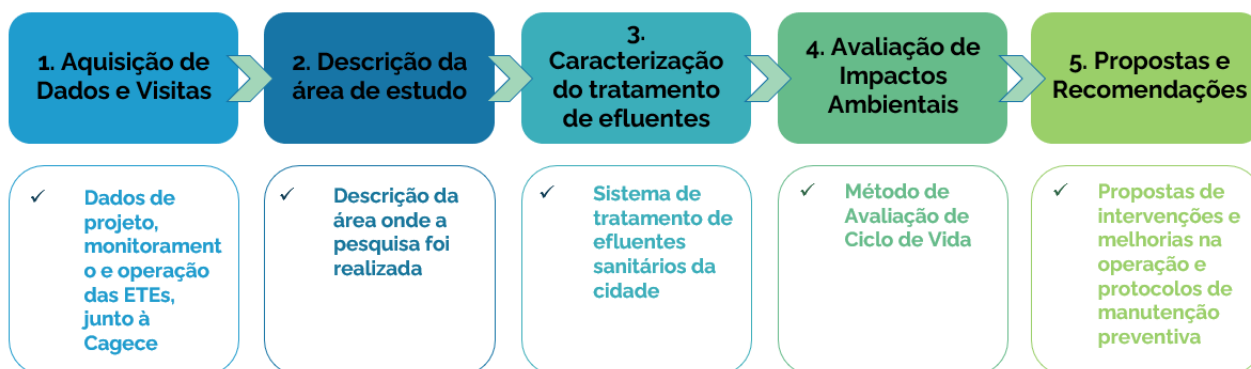 1. Aquisição de
Dados e Visitas
2. Descrição da
área de estudo
3.
Caracterização
do tratamento
de efluentes
4. Avaliação de
Impactos
Ambientais
5. Propostas e
Recomendações
✓ Dados de
projeto,
monitorament
o e operação
das ETEs,
junto à
Cagece
✓ Descrição da
área onde a
pesquisa foi
realizada
✓ Sistema de
tratamento de
efluentes
sanitários da
cidade
✓ Método de
Avaliação de
Ciclo de Vida
✓ Propostas de
intervenções e
melhorias na
operação e
protocolos de
manutenção
preventiva